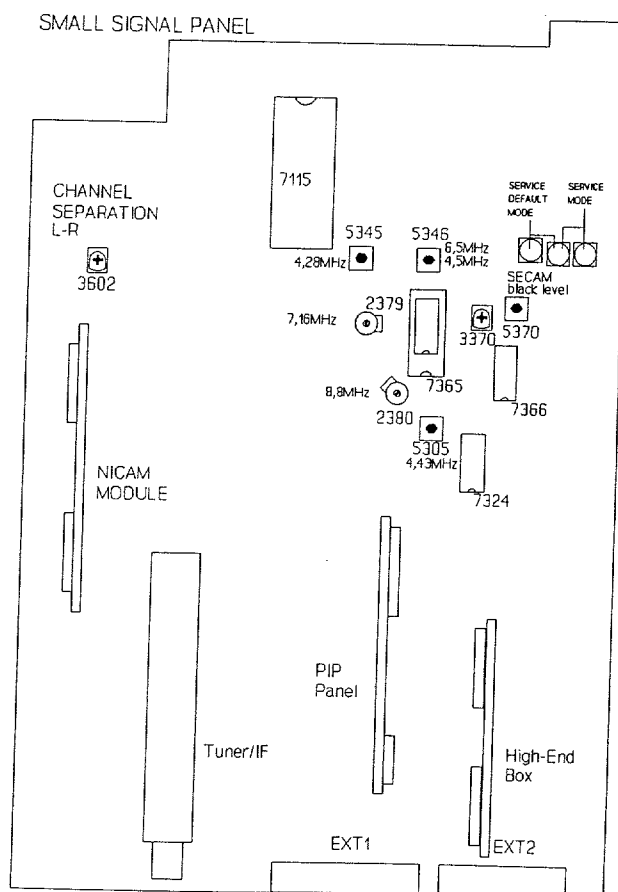 SMALL SIGNAL PANEL
7115
CHANNEL
SEPARATION
L-R
3602
SERVICE
DEFAULT
MODE
SERVICE
MODE
5345
4,28MHz
5346
6,5MHz
4,5MHz
SECAM
black level
5370
2379
7,16MHz
3370
7365
7366
8,8MHz
2380
5305
4,43MHz
7324
NICAM
MODULE
PIP
Panel
Tuner/IF
High-End
Box
EXT1
EXT2